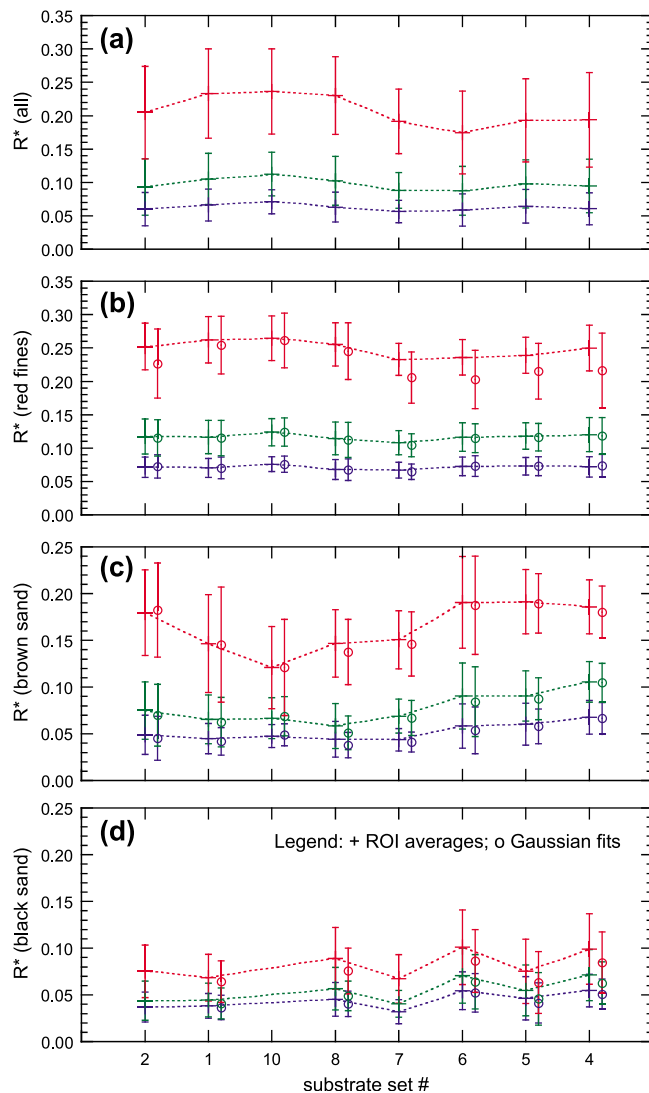 (a)
R* (all)
0.35
0.30
0.25
0.20
0.15
0.10
0.05
0.00
(b)
R* (red fines)
0.35
0.30
0.25
0.20
0.15
0.10
0.05
0.00
(c)
R* (brown sand)
0.25
0.20
0.15
0.10
0.05
0.00
(d)
Legend: + ROI averages; o Gaussian fits
R* (black sand)
0.25
0.20
0.15
0.10
0.05
0.00
2 1 10 8 7 6 5 4
substrate set #